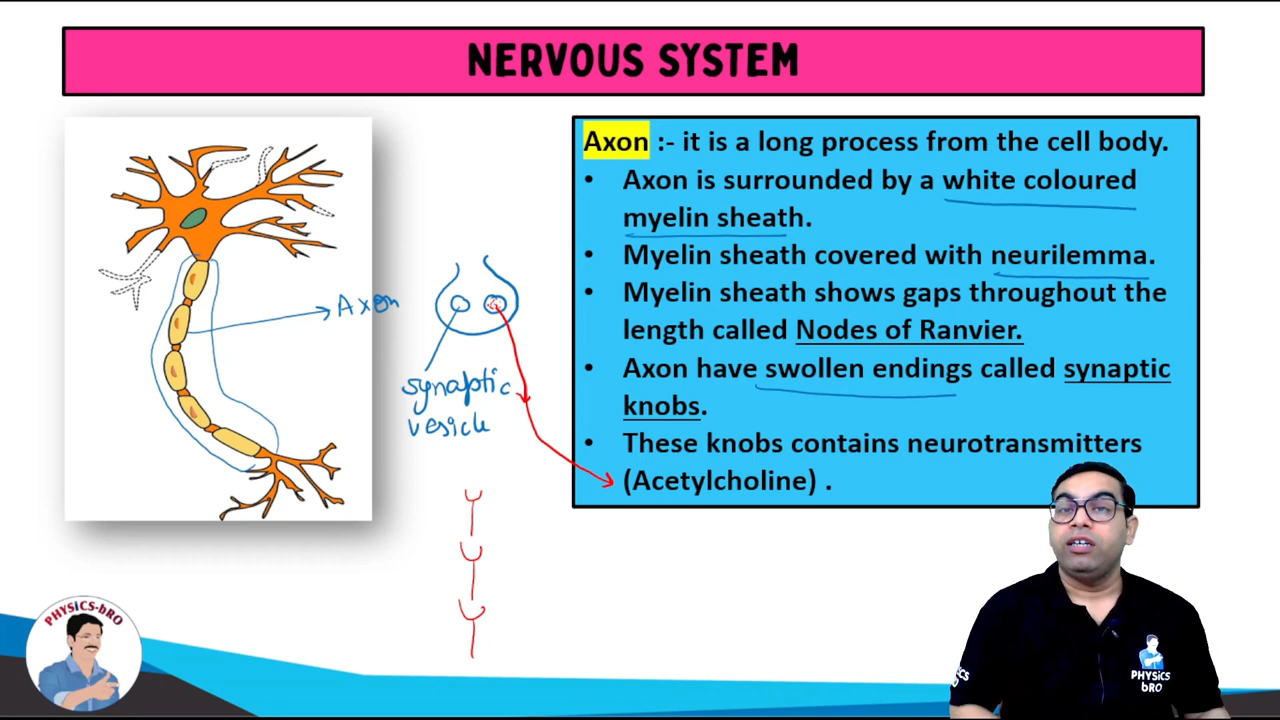 NERVOUS SYSTEM
Axon :- it is a long process from the cell body.
• Axon is surrounded by a white coloured
myelin sheath.
• Myelin sheath covered with neurilemma.
• Myelin sheath shows gaps throughout the
length called Nodes of Ranvier.
• Axon have swollen endings called synaptic
knobs.
• These knobs contains neurotransmitters
(Acetylcholine) .
Axon
synaptic
vesicle
PHYSICS-bRO
PHYSiCS
bRO